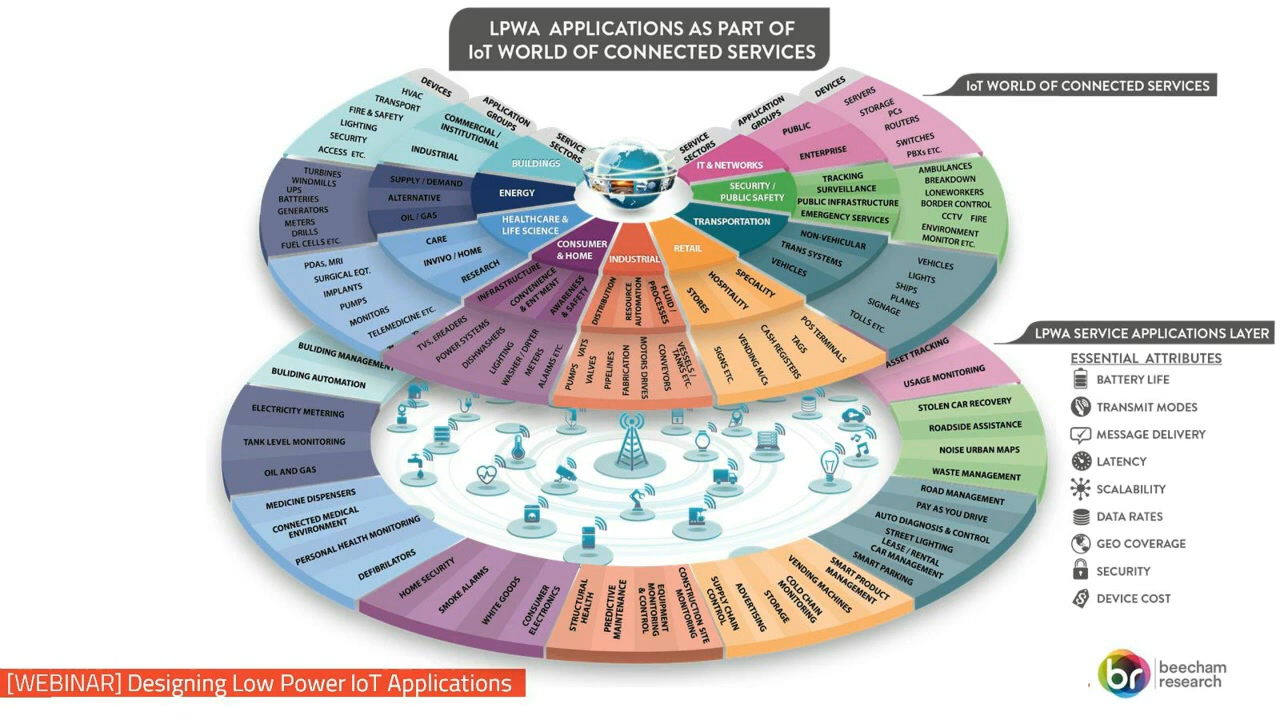 LPWA APPLICATIONS AS PART OF
IoT WORLD OF CONNECTED SERVICES
IoT WORLD OF CONNECTED SERVICES
DEVICES
APPLICATION
GROUPS
SERVICE
SECTORS
SERVICE
SECTORS
APPLICATION
GROUPS
DEVICES
HVAC
TRANSPORT
FIRE & SAFETY
LIGHTING
SECURITY
ACCESS ETC.
COMMERCIAL /
INSTITUTIONAL
INDUSTRIAL
BUILDINGS
TURBINES
WINDMILLS
UPS
BATTERIES
GENERATORS
METERS
DRILLS
FUEL CELLS ETC.
SUPPLY / DEMAND
ALTERNATIVE
OIL / GAS
ENERGY
PDAS, MRI
SURGICAL EQT.
IMPLANTS
PUMPS
MONITORS
TELEMEDICINE ETC.
CARE
INVIVO / HOME
RESEARCH
HEALTHCARE &
LIFE SCIENCE
CONSUMER
& HOME
INFRASTRUCTURE
CONVENIENCE
& ENT'MENT
AWARENESS
& SAFETY
TVS, EREADERS
POWER SYSTEMS
DISHWASHERS
LIGHTING
WASHER / DRYER
METERS
ALARMS ETC.
INDUSTRIAL
DISTRIBUTION
RESOURCE
AUTOMATION
FLUID /
PROCESSES
PUMPS
VATS
VALVES
PIPELINES
FABRICATION
MOTORS DRIVES
CONVEYORS
VESSELS /
TANKS ETC.
RETAIL
STORES
HOSPITALITY
SPECIALITY
SIGNS ETC.
VENDING M/Cs
CASH REGISTERS
TAGS
POS TERMINALS
TRANSPORTATION
NON-VEHICULAR
TRANS SYSTEMS
VEHICLES
VEHICLES
LIGHTS
SHIPS
PLANES
SIGNAGE
TOLLS ETC
SECURITY /
PUBLIC SAFETY
TRACKING
SURVEILLANCE
PUBLIC INFRASTRUCTURE
EMERGENCY SERVICES
AMBULANCES
BREAKDOWN
LONEWORKERS
BORDER CONTROL
CCTV FIRE
ENVIRONMENT
MONITOR ETC.
IT & NETWORKS
PUBLIC
ENTERPRISE
SERVERS
STORAGE
PCs
ROUTERS
SWITCHES
PBXs ETC.
LPWA SERVICE APPLICATIONS LAYER
BULIDING MANAGEMENT
BULIDING AUTOMATION
ELECTRICITY METERING
TANK LEVEL MONITORING
OIL AND GAS
MEDICINE DISPENSERS
CONNECTED MEDICAL
ENVIRONMENT
PERSONAL HEALTH MONITORING
DEFIBRILATORS
HOME SECURITY
SMOKE ALARMS
WHITE GOODS
CONSUMER
ELECTRONICS
STRUCTURAL
HEALTH
PREDICTIVE
MAINTENANCE
EQUIPMENT
MONITORING
& CONTROL
CONSTRUCTION SITE
MONITORING
SUPPLY CHAIN
CONTROL
ADVERTISING
STORAGE
COLD CHAIN
MONITORING
VENDING MACHINES
SMART PRODUCT
MANAGEMENT
SMART PARKING
LEASE / RENTAL
CAR MANAGEMENT
STREET LIGHTING
AUTO DIAGNOSIS & CONTROL
PAY AS YOU DRIVE
ROAD MANAGEMENT
WASTE MANAGEMENT
NOISE URBAN MAPS
ROADSIDE ASSISTANCE
STOLEN CAR RECOVERY
USAGE MONITORING
ASSET TRACKING
ESSENTIAL ATTRIBUTES
BATTERY LIFE
TRANSMIT MODES
MESSAGE DELIVERY
LATENCY
SCALABILITY
DATA RATES
GEO COVERAGE
SECURITY
DEVICE COST
br beecham
research
[WEBINAR] Designing Low Power IoT Applications